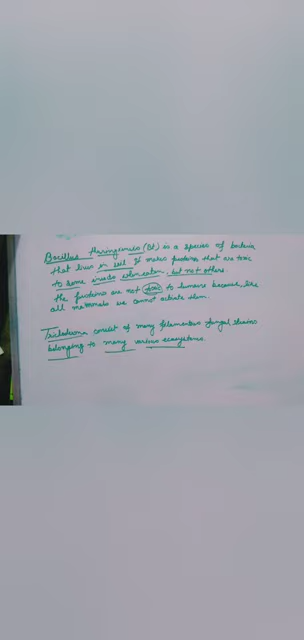 Bacillus thuringiensis (Bt) is a species of bacteria
that lives in soil. It makes proteins that are toxic
to some insects when eaten, but not others.
The proteins are not toxic to humans because, like
all mammals we cannot activate them.
Trichoderma consist of many filamentous fungal strains
belonging to many various ecosystems.